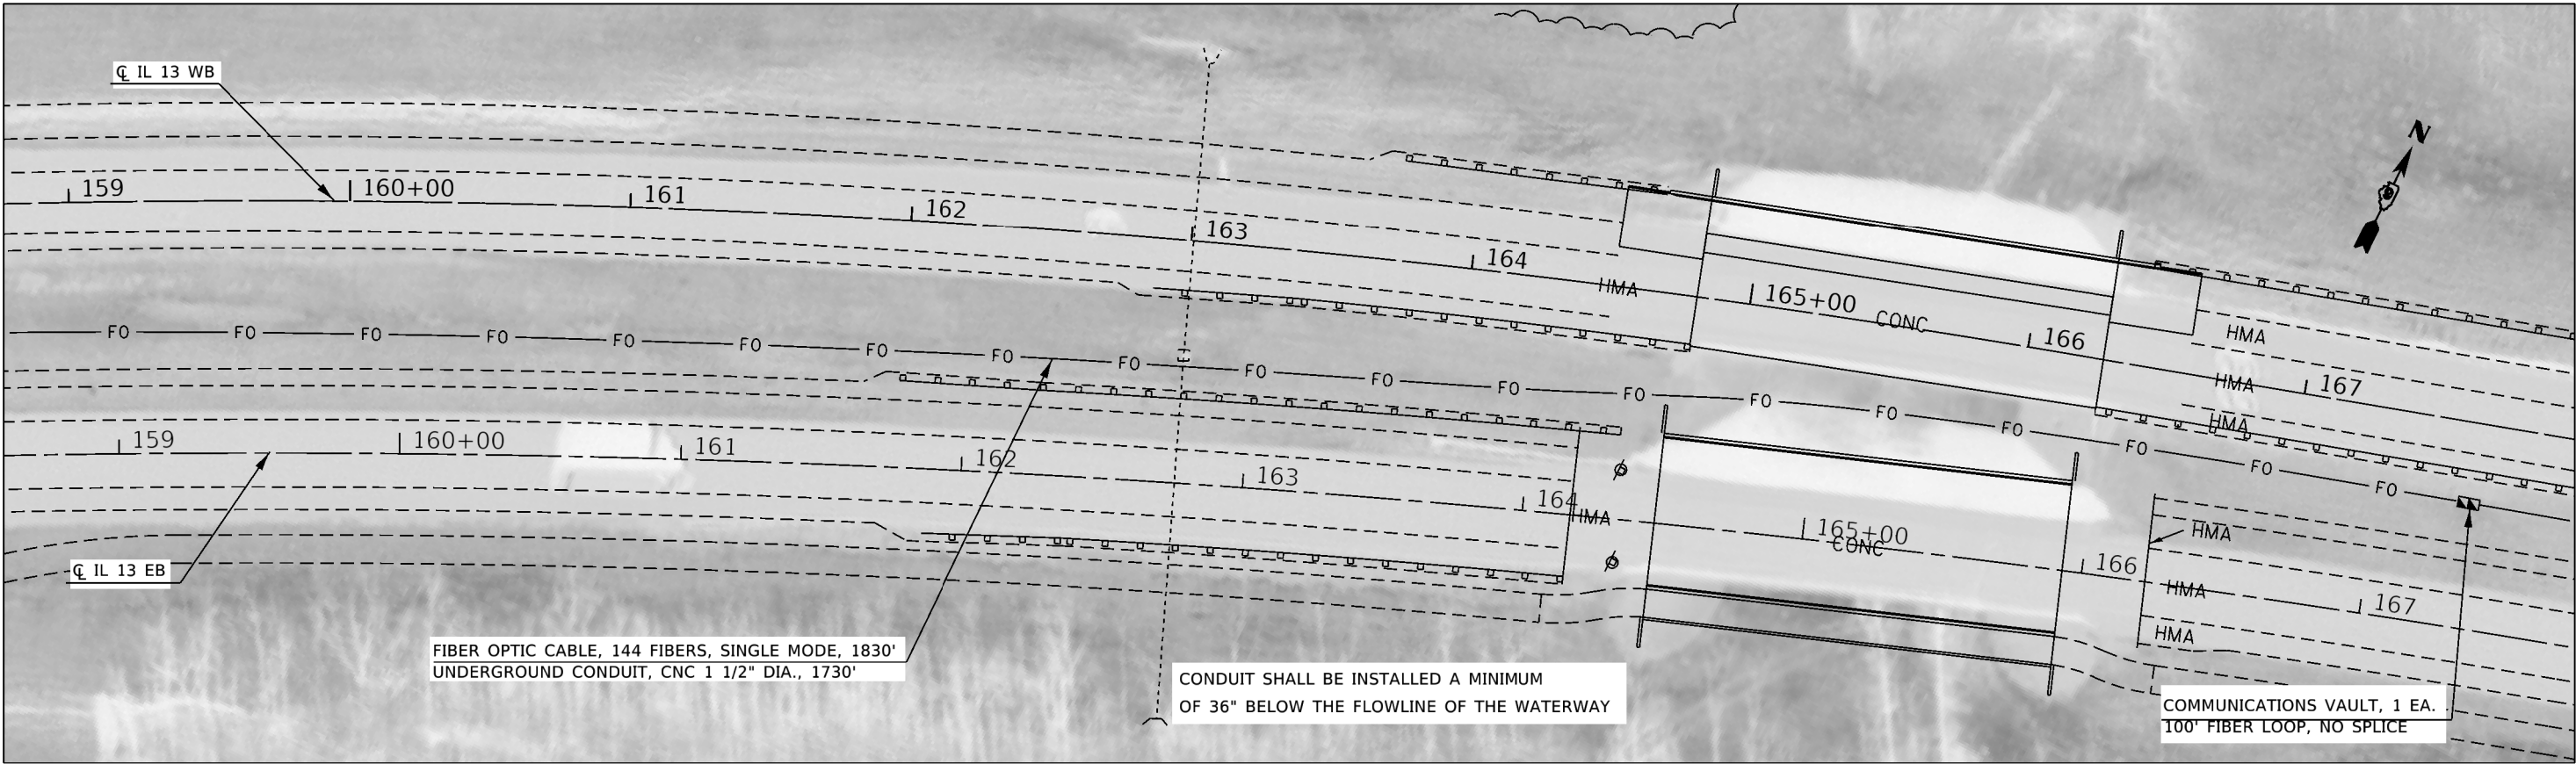 ℄ IL 13 WB
N
159
160+00
161
162
163
164
165+00
166
167
HMA
CONC
HMA
HMA
HMA
FO FO FO FO FO FO FO FO FO FO FO FO FO FO FO FO FO FO FO
159
160+00
161
162
163
164
165+00
166
167
HMA
CONC
HMA
HMA
HMA
℄ IL 13 EB
FIBER OPTIC CABLE, 144 FIBERS, SINGLE MODE, 1830'
UNDERGROUND CONDUIT, CNC 1 1/2" DIA., 1730'
CONDUIT SHALL BE INSTALLED A MINIMUM
OF 36" BELOW THE FLOWLINE OF THE WATERWAY
COMMUNICATIONS VAULT, 1 EA.
100' FIBER LOOP, NO SPLICE